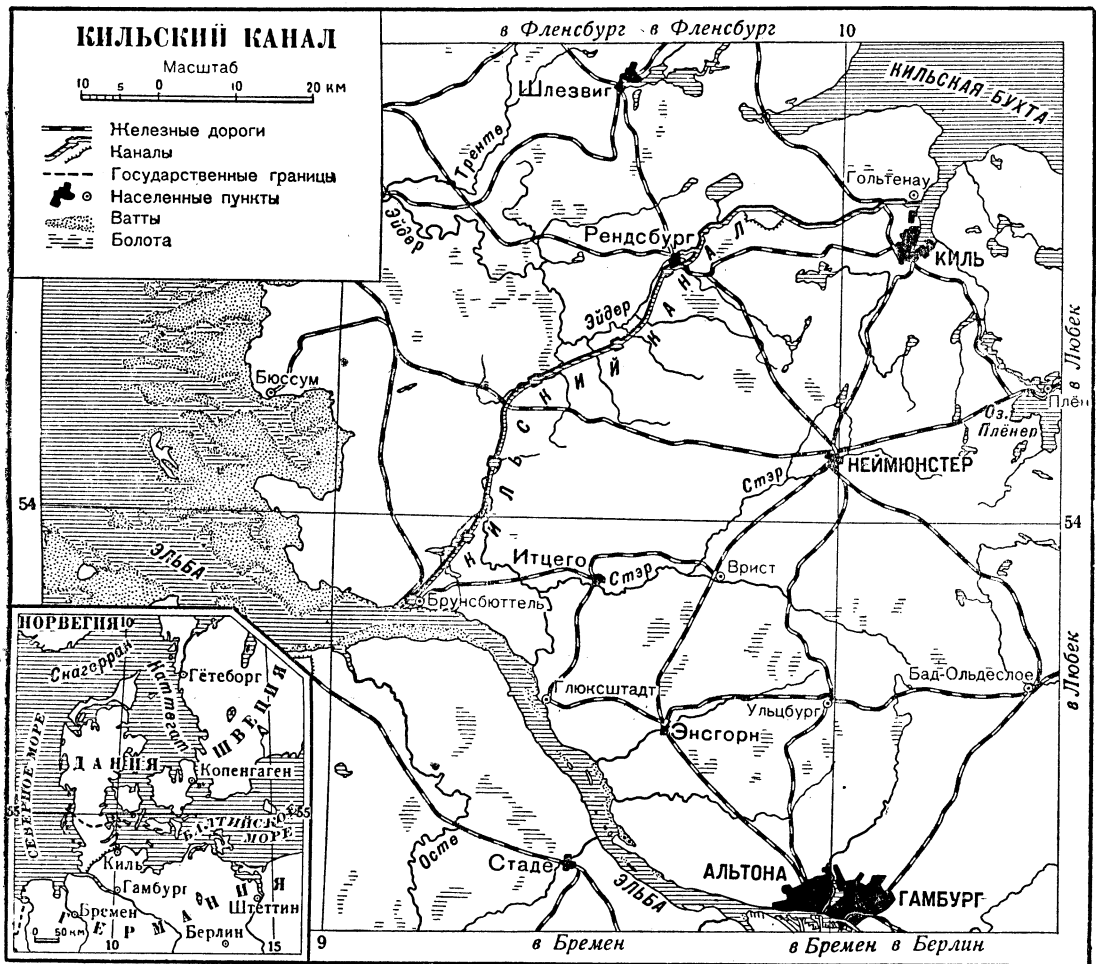 КИЛЬСКИЙ КАНАЛ
Масштаб
10 5 0 10 20 км
Железные дороги
Каналы
Государственные границы
Населенные пункты
Ватты
Болота
в Фленсбург
в Фленсбург
10
КИЛЬСКАЯ БУХТА
Шлезвиг
Тренте
Гольтенау
Эйдер
Рендсбург
КИЛЬ
Эйдер
КИЛЬСКИЙ КАНАЛ
в Любек
Бюссум
Плён
Оз. Плёнер
НЕЙМЮНСТЕР
Стэр
54
54
ЭЛЬБА
Итцего
Стэр
Врист
Брунсбюттель
Глюксштадт
Бад-Ольдеслое
в Любек
Ульцбург
Энсгорн
Осте
Стаде
ЭЛЬБА
АЛЬТОНА
ГАМБУРГ
9
в Бремен
в Бремен
в Берлин
НОРВЕГИЯ
10
Скагеррак
Каттегат
Гётеборг
ШВЕЦИЯ
СЕВЕРНОЕ МОРЕ
ДАНИЯ
Копенгаген
55
55
БАЛТИЙСКОЕ МОРЕ
Киль
Гамбург
Бремен
Штеттин
ГЕРМАНИЯ
Берлин
0 50 км
10
15